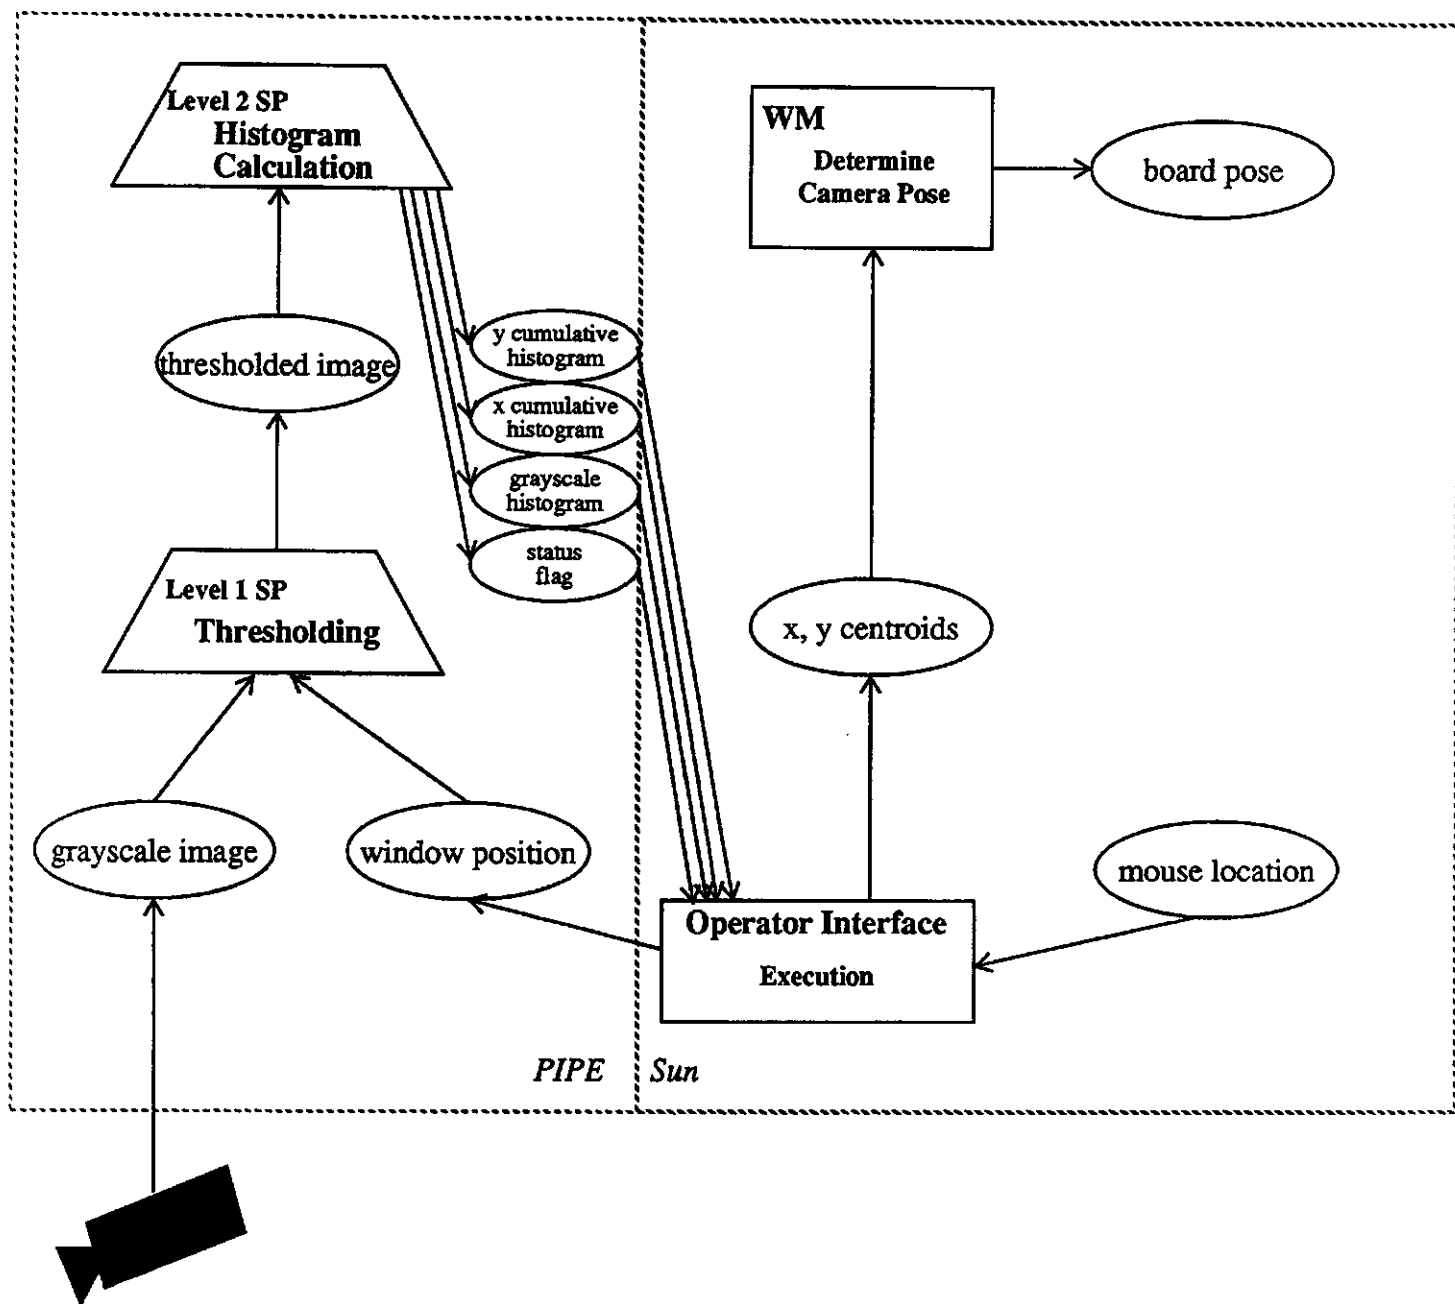 Level 2 SP
Histogram
Calculation
WM
Determine
Camera Pose
board pose
y cumulative
histogram
thresholded image
x cumulative
histogram
grayscale
histogram
status
flag
Level 1 SP
Thresholding
x, y centroids
grayscale image
window position
mouse location
Operator Interface
Execution
PIPE
Sun